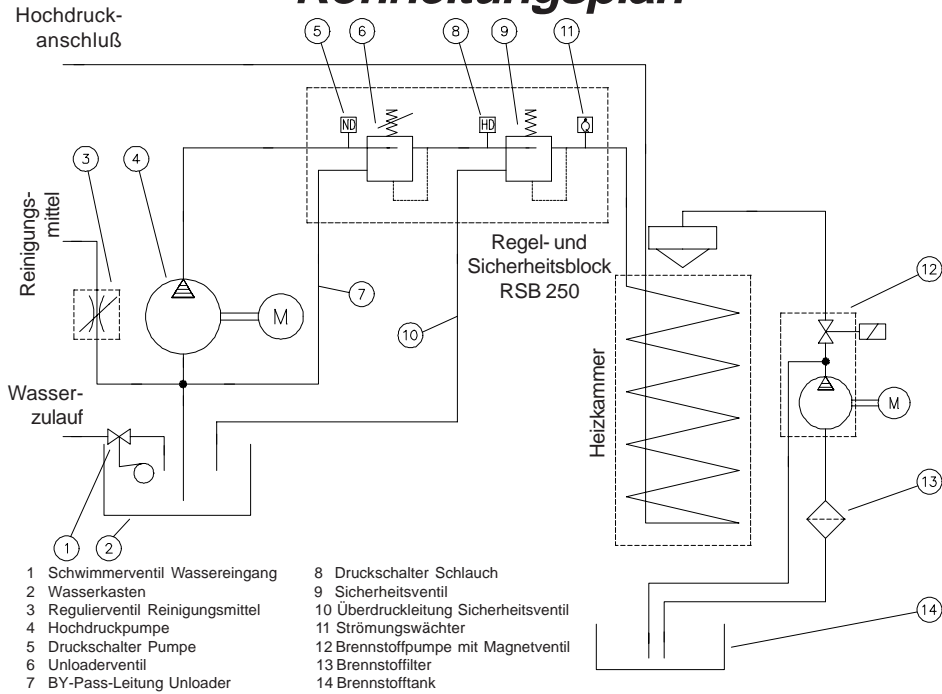 Rohrleitungsplan
Hochdruck-
anschluß
5
6
8
9
11
ND
HD
3
4
Reinigungs-
mittel
Regel- und
Sicherheitsblock
RSB 250
12
7
M
10
M
Wasser-
zulauf
Heizkammer
13
1
2
14
1 Schwimmerventil Wassereingang
2 Wasserkasten
3 Regulierventil Reinigungsmittel
4 Hochdruckpumpe
5 Druckschalter Pumpe
6 Unloaderventil
7 BY-Pass-Leitung Unloader
8 Druckschalter Schlauch
9 Sicherheitsventil
10 Überdruckleitung Sicherheitsventil
11 Strömungswächter
12 Brennstoffpumpe mit Magnetventil
13 Brennstoffilter
14 Brennstofftank